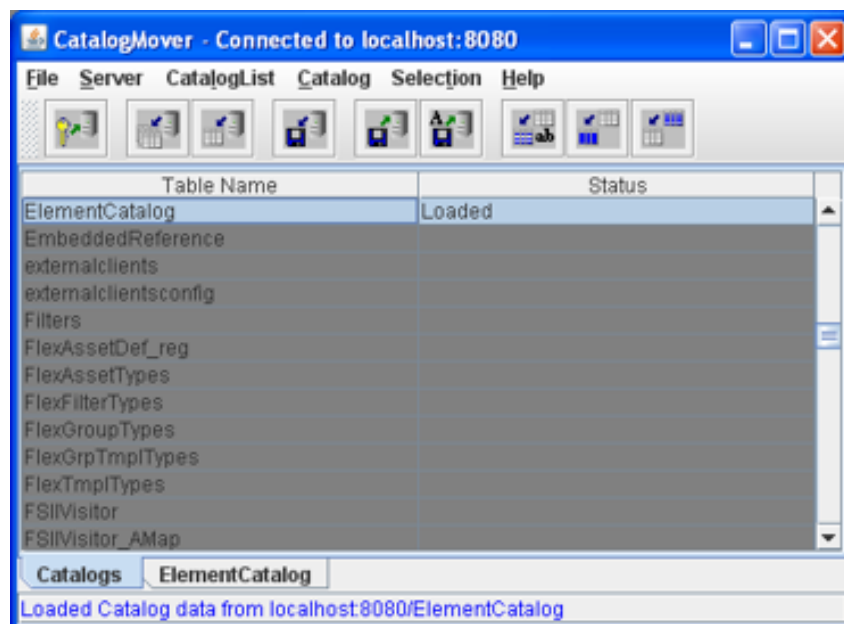 CatalogMover - Connected to localhost:8080
File Server CatalogList Catalog Selection Help
A
ab
Table Name Status
ElementCatalog Loaded
EmbeddedReference
externalclients
externalclientsconfig
Filters
FlexAssetDef_reg
FlexAssetTypes
FlexFilterTypes
FlexGroupTypes
FlexGrpTmplTypes
FlexTmplTypes
FSIIVisitor
FSIIVisitor_AMap
Catalogs ElementCatalog
Loaded Catalog data from localhost:8080/ElementCatalog